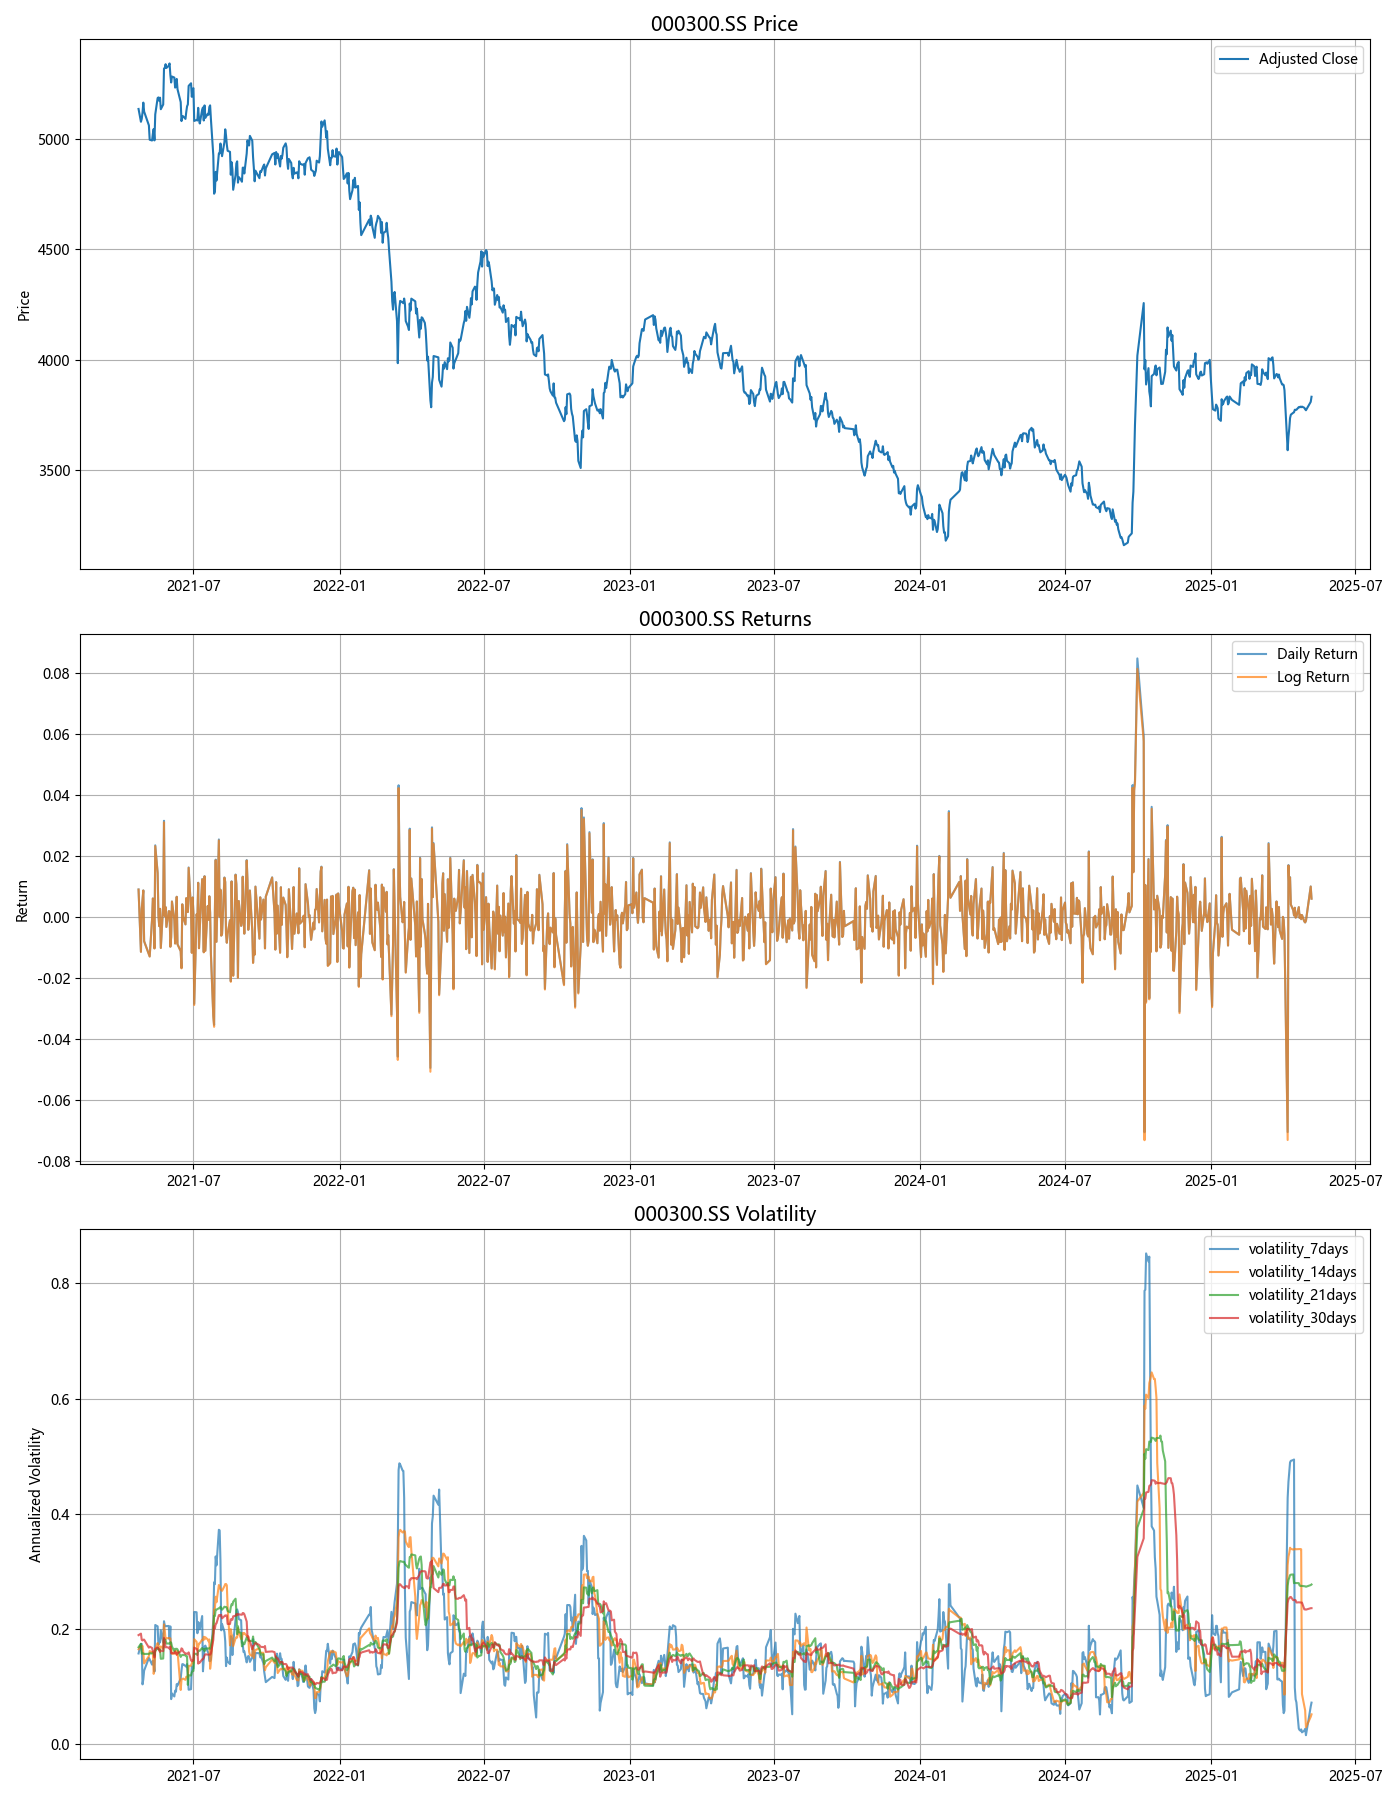 000300.SS Price
Adjusted Close
Price
5000
4500
4000
3500
2021-07 2022-01 2022-07 2023-01 2023-07 2024-01 2024-07 2025-01 2025-07
000300.SS Returns
Daily Return
Log Return
Return
0.08
0.06
0.04
0.02
0.00
-0.02
-0.04
-0.06
-0.08
2021-07 2022-01 2022-07 2023-01 2023-07 2024-01 2024-07 2025-01 2025-07
000300.SS Volatility
volatility_7days
volatility_14days
volatility_21days
volatility_30days
Annualized Volatility
0.8
0.6
0.4
0.2
0.0
2021-07 2022-01 2022-07 2023-01 2023-07 2024-01 2024-07 2025-01 2025-07